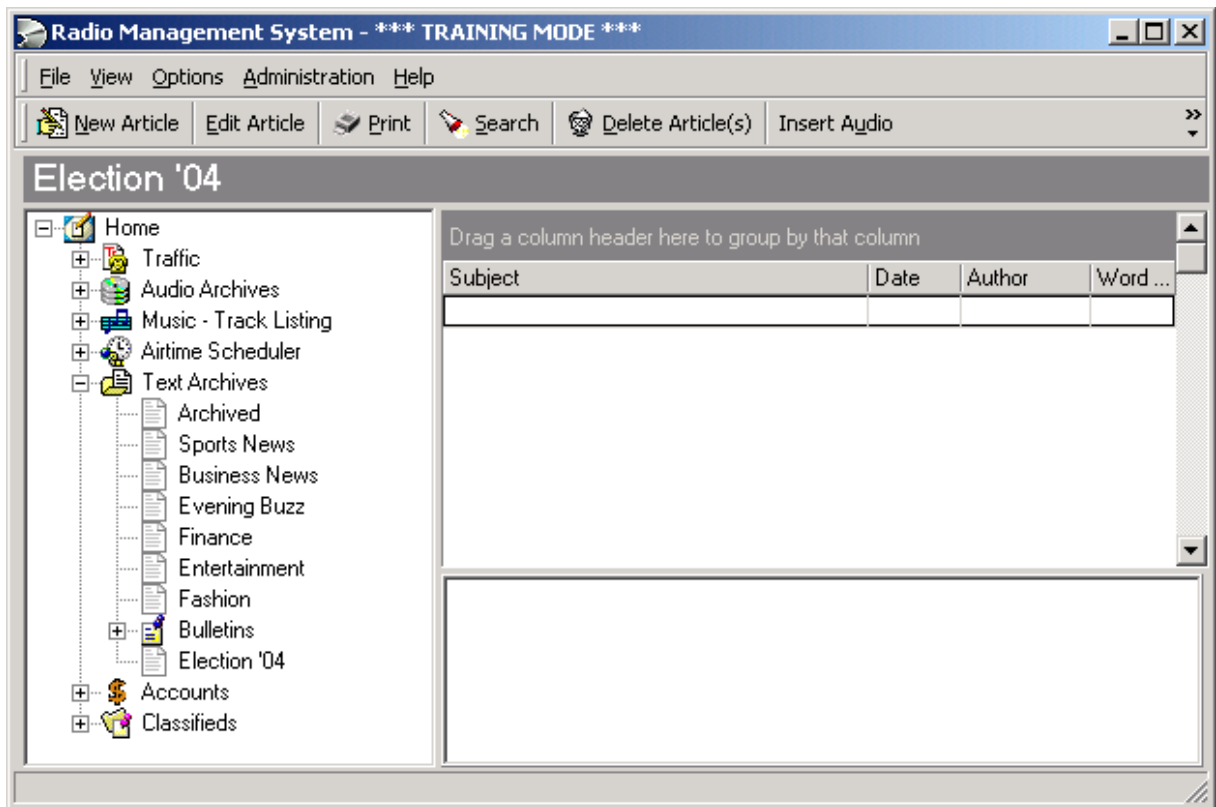 Radio Management System - *** TRAINING MODE ***
File View Options Administration Help
New Article Edit Article Print Search Delete Article(s) Insert Audio
Election '04
Home
Traffic
Audio Archives
Music - Track Listing
Airtime Scheduler
Text Archives
Archived
Sports News
Business News
Evening Buzz
Finance
Entertainment
Fashion
Bulletins
Election '04
Accounts
Classifieds
Drag a column header here to group by that column
Subject Date Author Word ...